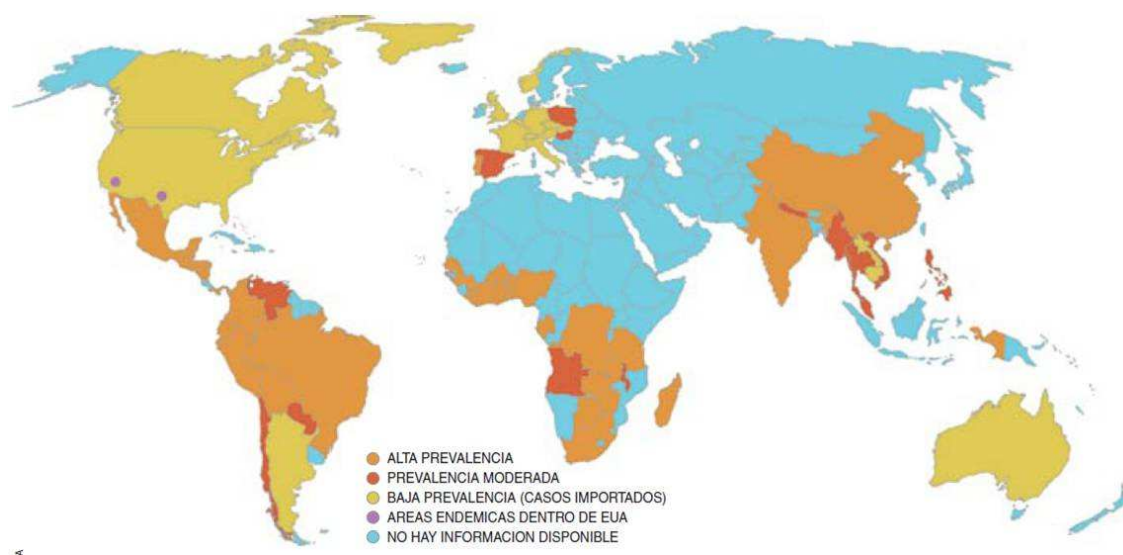 ALTA PREVALENCIA
PREVALENCIA MODERADA
BAJA PREVALENCIA (CASOS IMPORTADOS)
AREAS ENDEMICAS DENTRO DE EUA
NO HAY INFORMACION DISPONIBLE
A